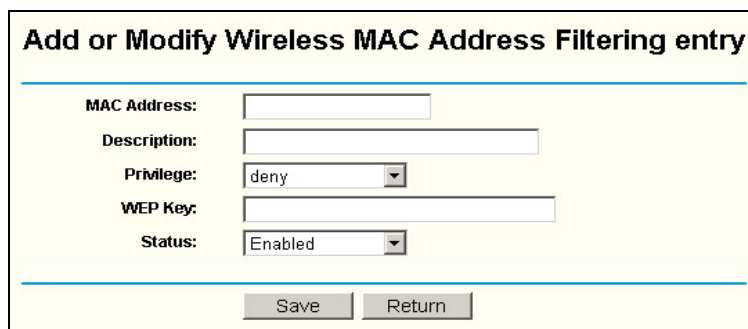 Add or Modify Wireless MAC Address Filtering entry
MAC Address:
Description:
Privilege: deny
WEP Key:
Status: Enabled
Save Return